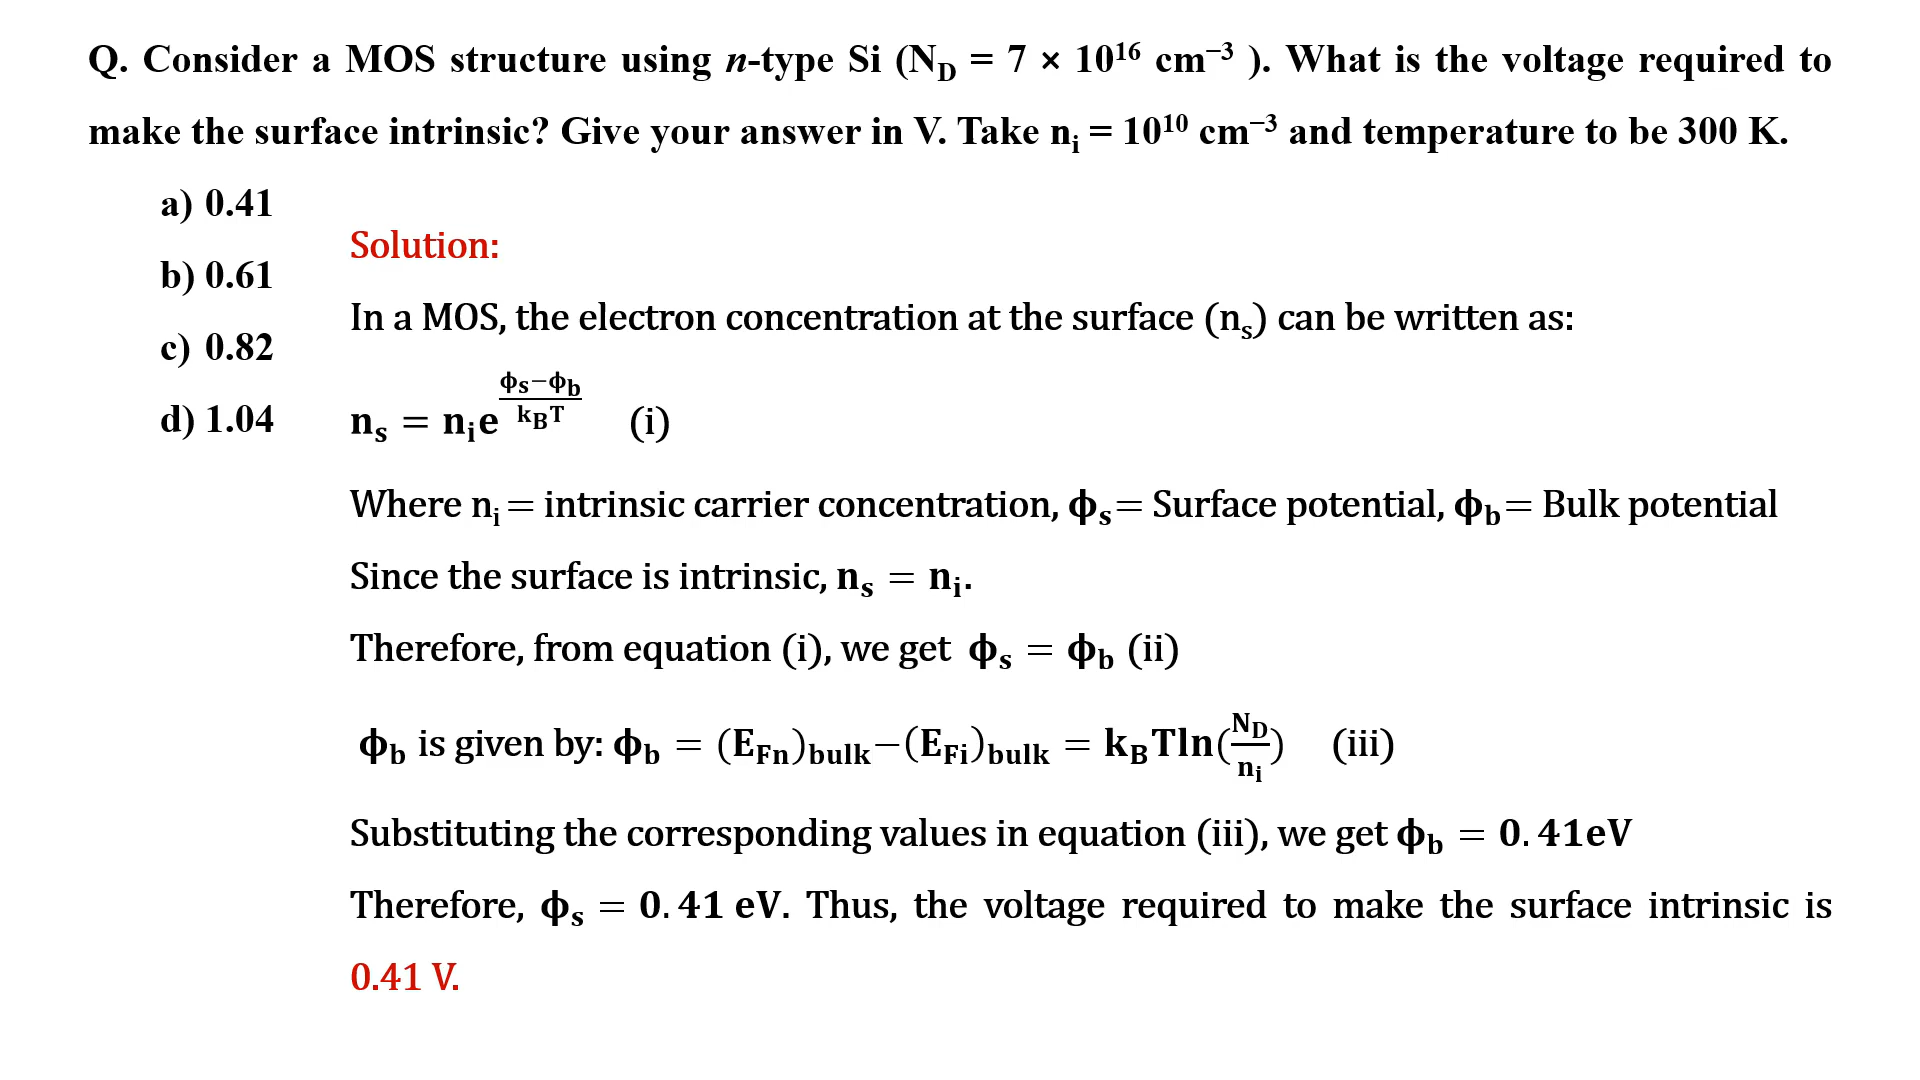 Q. Consider a MOS structure using n-type Si (N_D = 7 × 10^16 cm^−3 ). What is the voltage required to
make the surface intrinsic? Give your answer in V. Take n_i = 10^10 cm^−3 and temperature to be 300 K.
a) 0.41
b) 0.61
c) 0.82
d) 1.04
Solution:
In a MOS, the electron concentration at the surface (n_s) can be written as:
n_s = n_i e^((ϕ_s−ϕ_b)/(k_B T)) (i)
Where n_i = intrinsic carrier concentration, ϕ_s = Surface potential, ϕ_b = Bulk potential
Since the surface is intrinsic, n_s = n_i.
Therefore, from equation (i), we get ϕ_s = ϕ_b (ii)
ϕ_b is given by: ϕ_b = (E_Fn)_bulk−(E_Fi)_bulk = k_B Tln(N_D/n_i) (iii)
Substituting the corresponding values in equation (iii), we get ϕ_b = 0.41eV
Therefore, ϕ_s = 0.41 eV. Thus, the voltage required to make the surface intrinsic is
0.41 V.